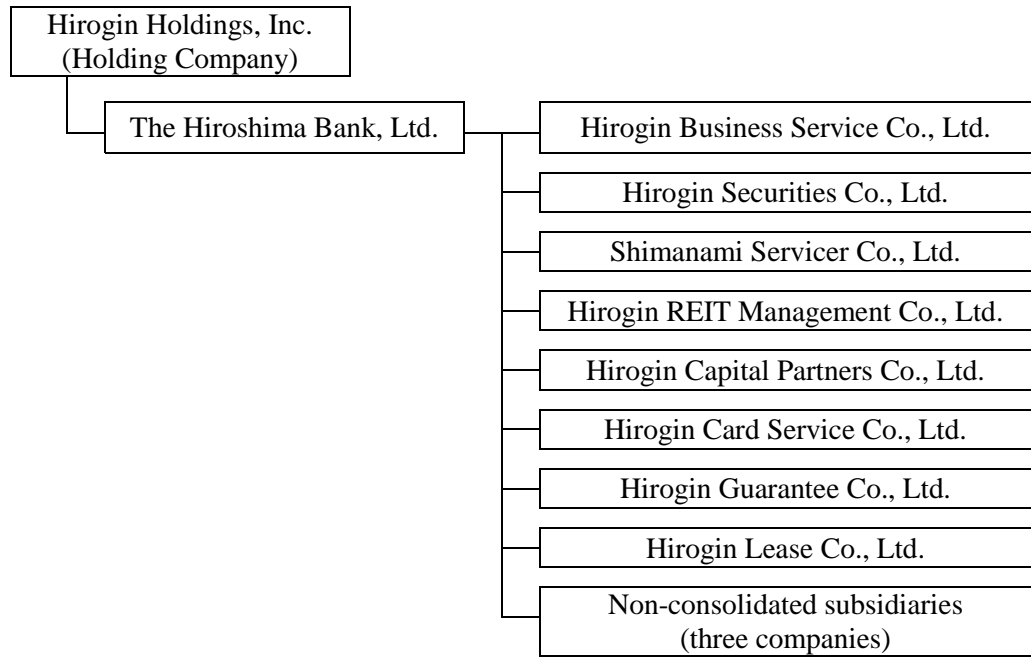 Hirogin Holdings, Inc.
(Holding Company)
The Hiroshima Bank, Ltd.
Hirogin Business Service Co., Ltd.
Hirogin Securities Co., Ltd.
Shimanami Servicer Co., Ltd.
Hirogin REIT Management Co., Ltd.
Hirogin Capital Partners Co., Ltd.
Hirogin Card Service Co., Ltd.
Hirogin Guarantee Co., Ltd.
Hirogin Lease Co., Ltd.
Non-consolidated subsidiaries
(three companies)